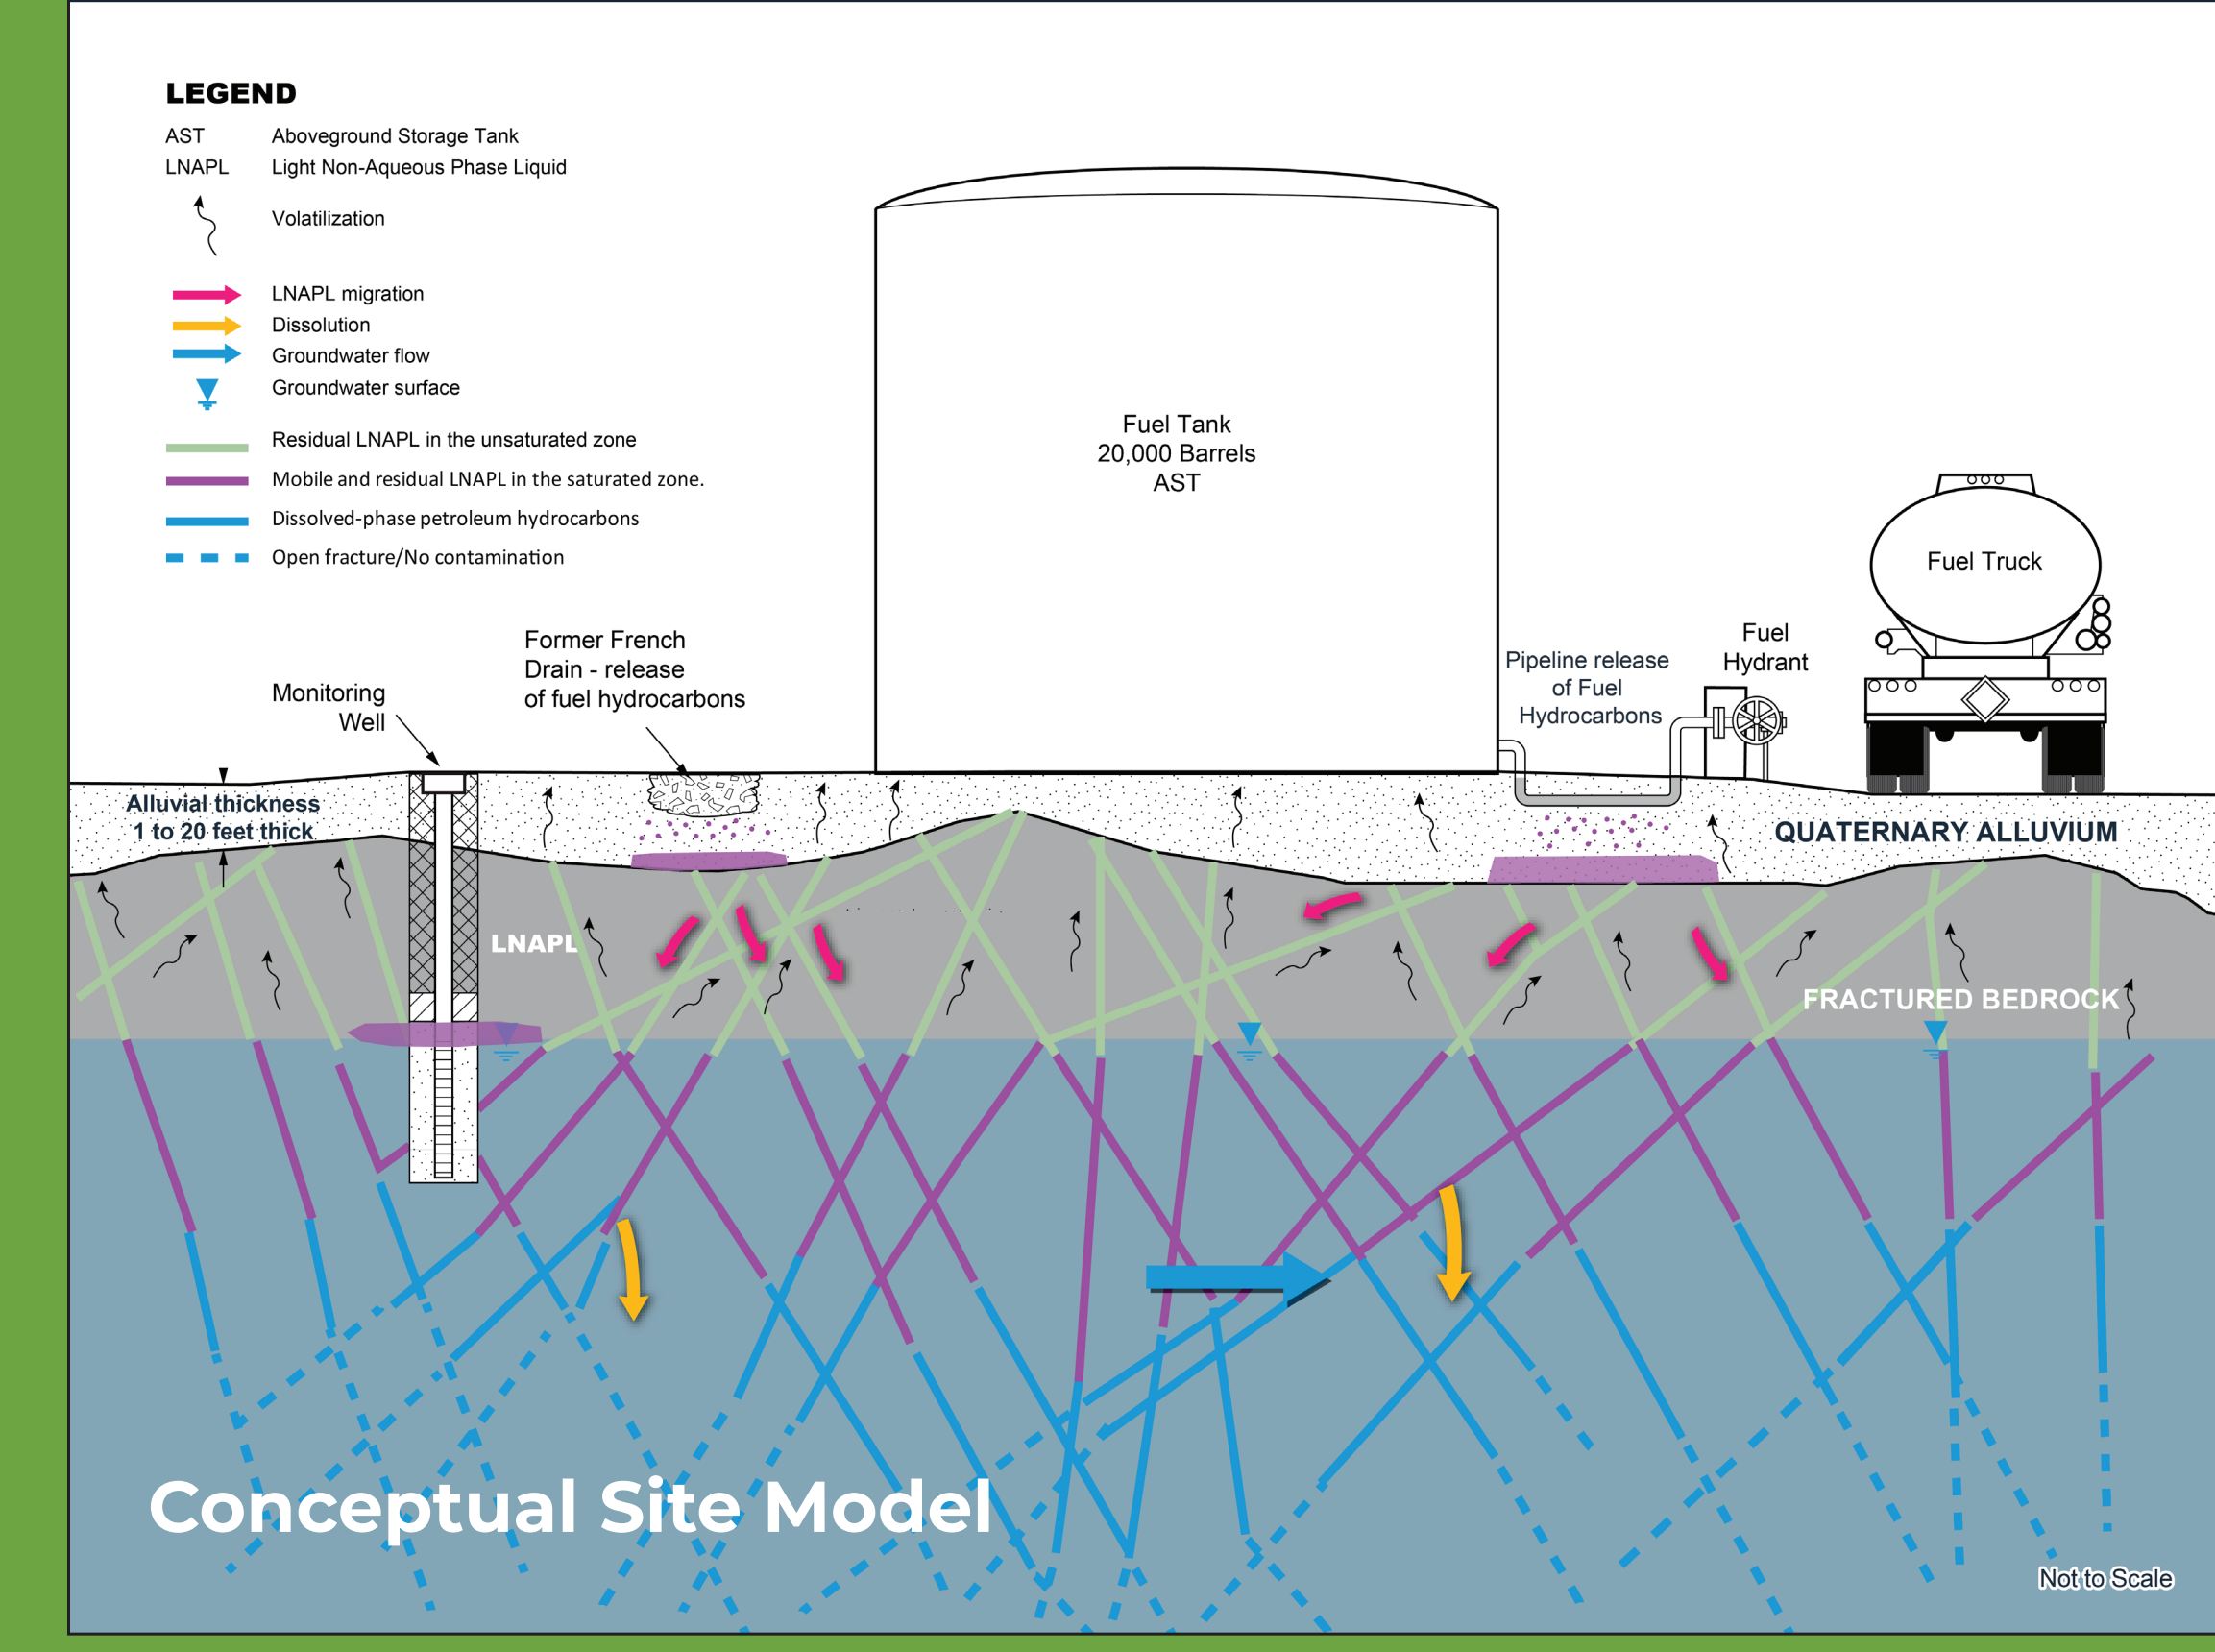 LEGEND
AST Aboveground Storage Tank
LNAPL Light Non-Aqueous Phase Liquid
Volatilization
LNAPL migration
Dissolution
Groundwater flow
Groundwater surface
Residual LNAPL in the unsaturated zone
Mobile and residual LNAPL in the saturated zone.
Dissolved-phase petroleum hydrocarbons
Open fracture/No contamination
Fuel Tank
20,000 Barrels
AST
Fuel Truck
Former French
Drain - release
of fuel hydrocarbons
Monitoring
Well
Pipeline release
of Fuel
Hydrocarbons
Fuel
Hydrant
Alluvial thickness
1 to 20 feet thick
QUATERNARY ALLUVIUM
LNAPL
FRACTURED BEDROCK
Conceptual Site Model
Not to Scale